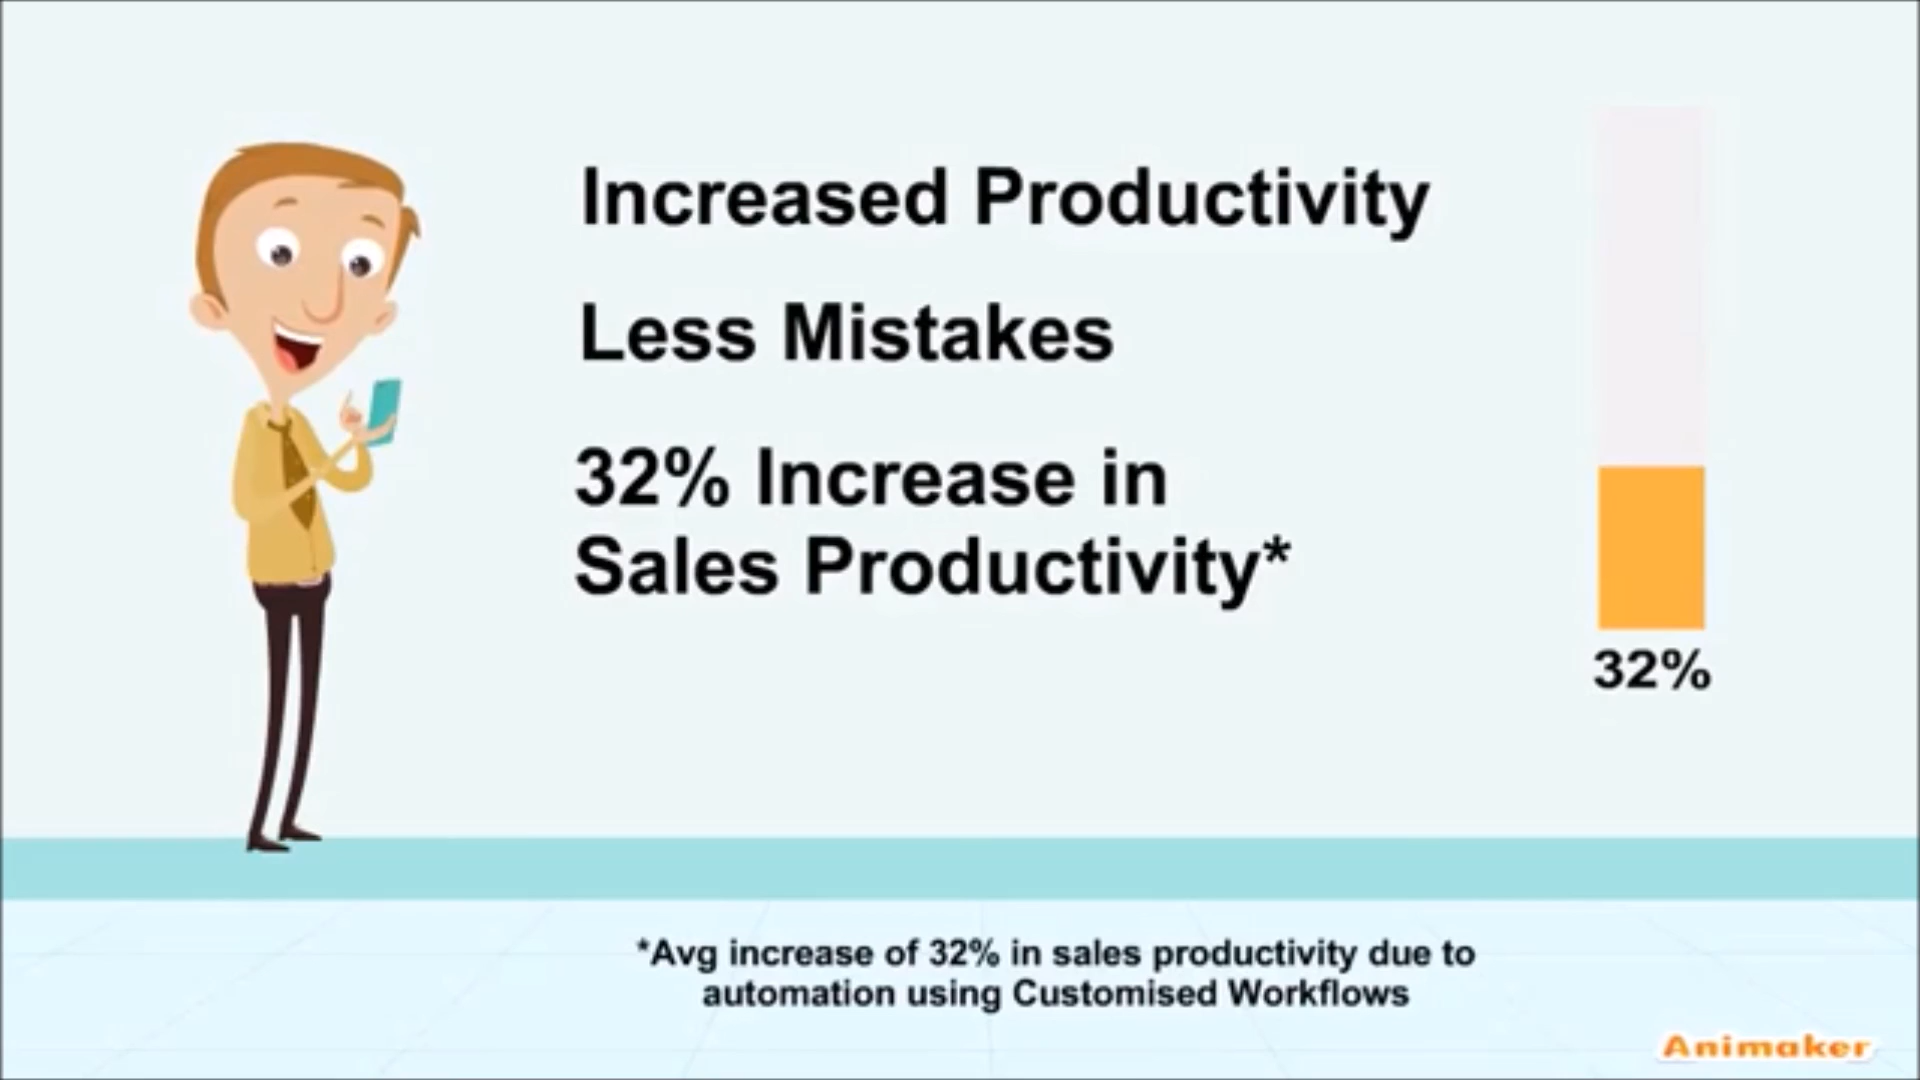 Increased Productivity
Less Mistakes
32% Increase in
Sales Productivity*
32%
*Avg increase of 32% in sales productivity due to
automation using Customised Workflows
Animaker